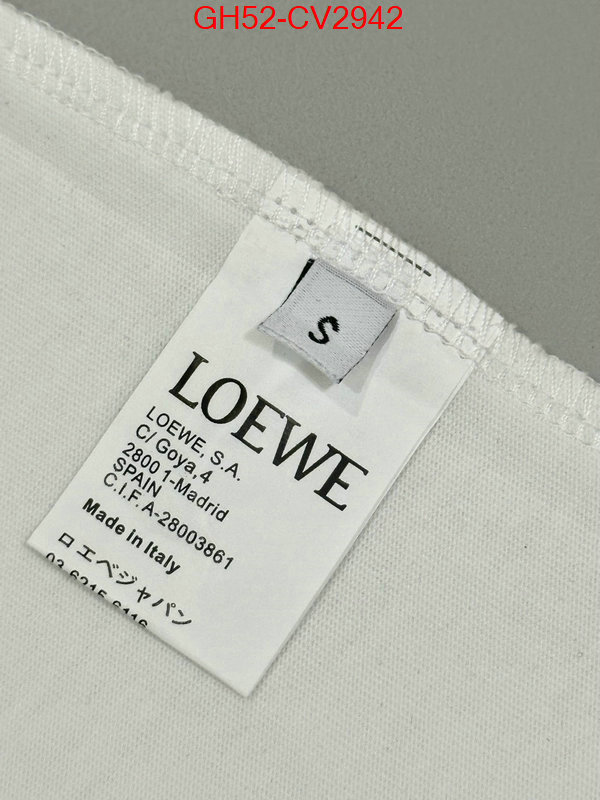 GH52-CV2942
S
LOEWE
LOEWE, S.A.
C/ Goya,4
2800 1-Madrid
SPAIN
C.I.F.A-28003861
Made in Italy
ロエベジャパン